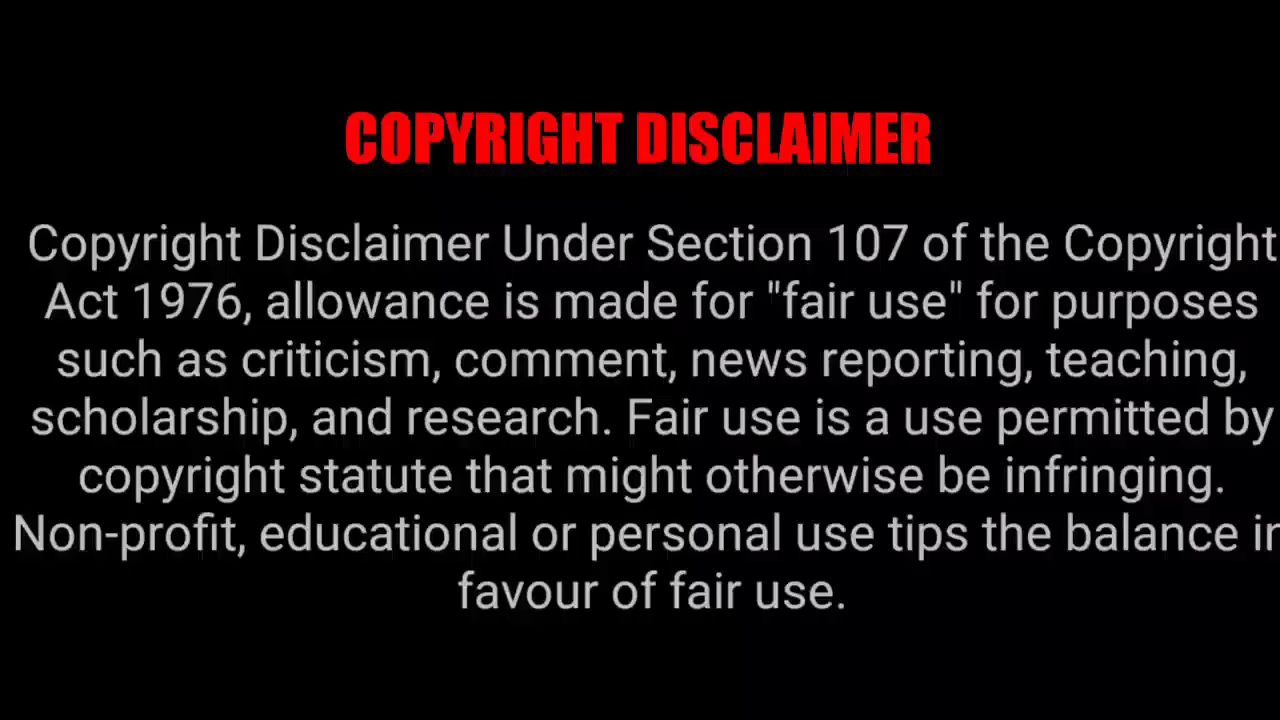 COPYRIGHT DISCLAIMER
Copyright Disclaimer Under Section 107 of the Copyright
Act 1976, allowance is made for "fair use" for purposes
such as criticism, comment, news reporting, teaching,
scholarship, and research. Fair use is a use permitted by
copyright statute that might otherwise be infringing.
Non-profit, educational or personal use tips the balance in
favour of fair use.